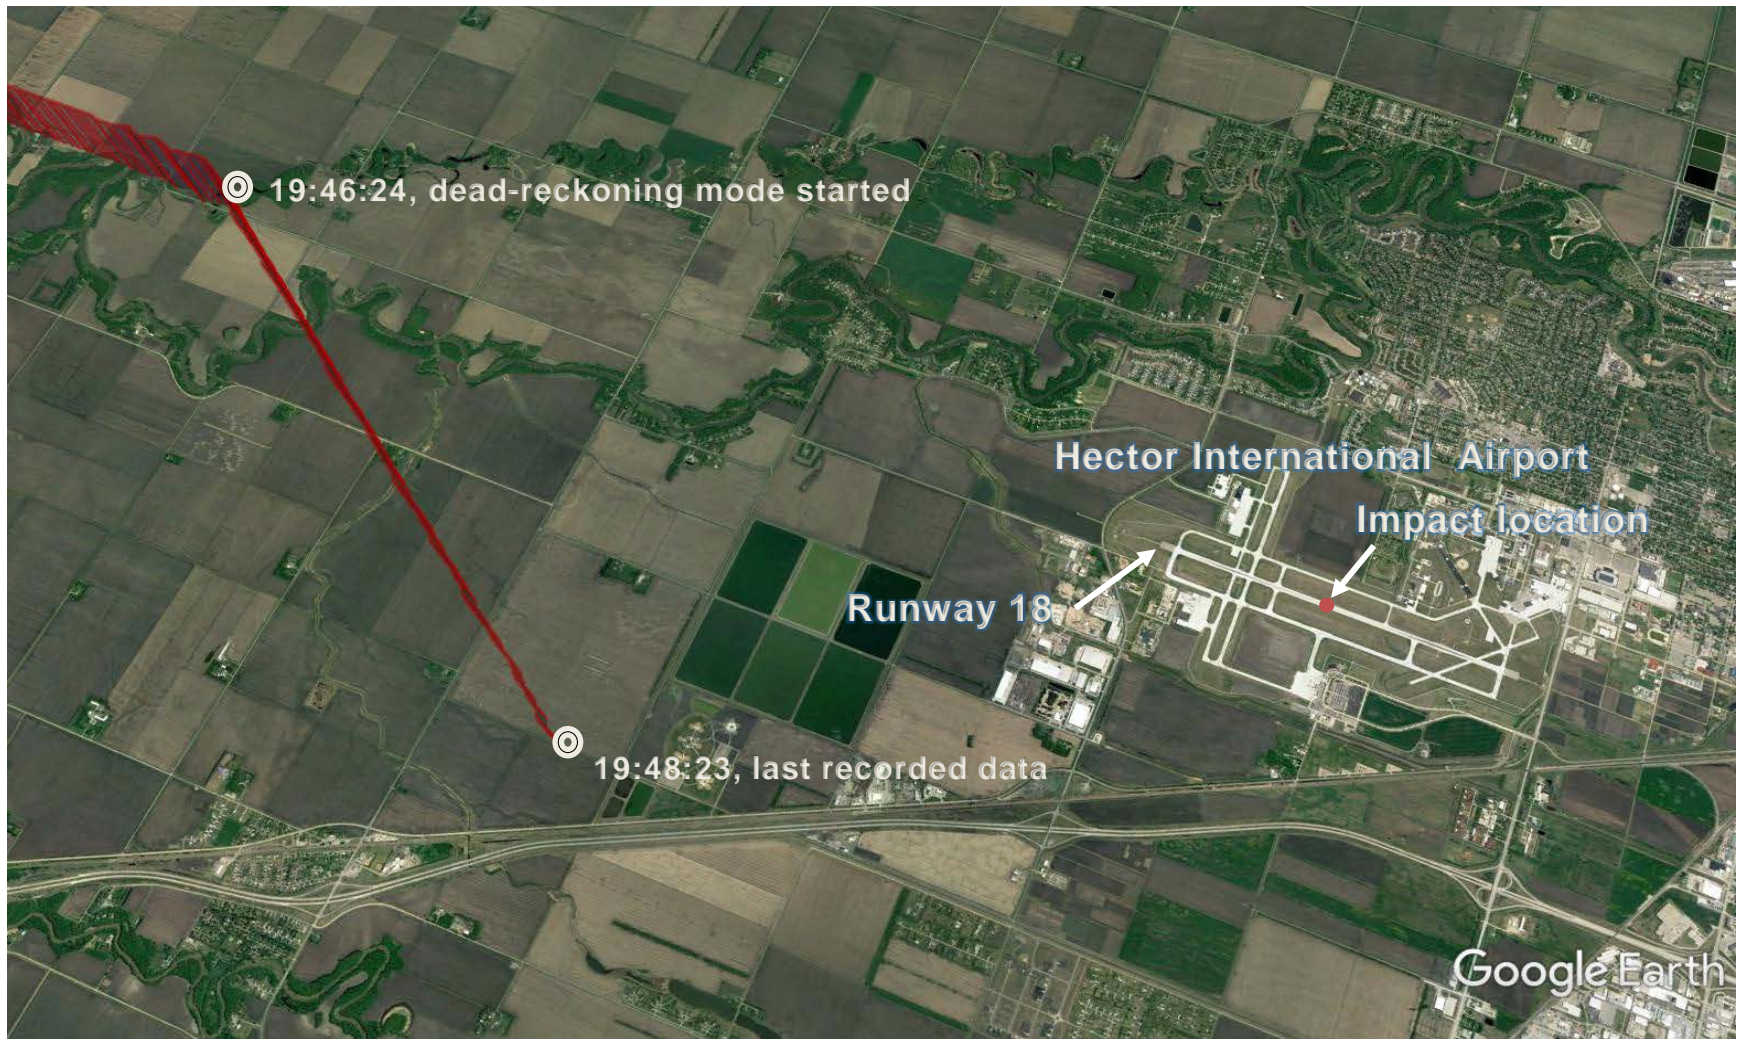 19:46:24, dead-reckoning mode started
Hector International Airport
Impact location
Runway 18
19:48:23, last recorded data
Google Earth